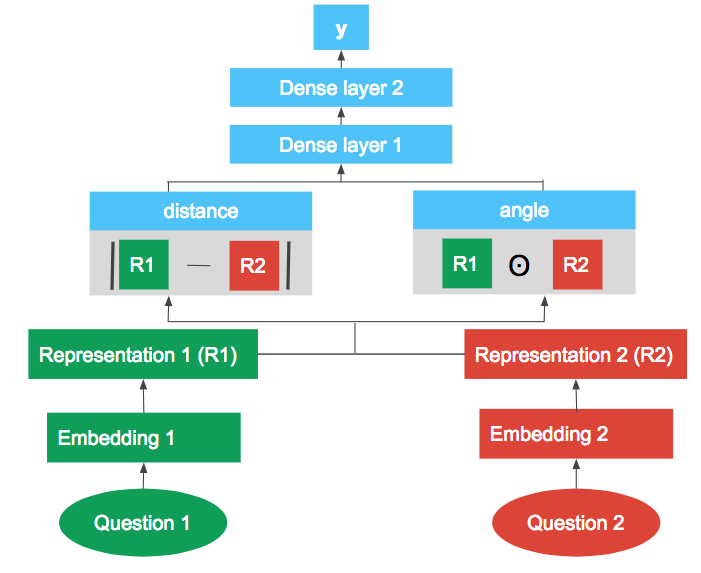 y
Dense layer 2
Dense layer 1
distance
angle
| R1 — R2 |
R1 ⊙ R2
Representation 1 (R1)
Representation 2 (R2)
Embedding 1
Embedding 2
Question 1
Question 2